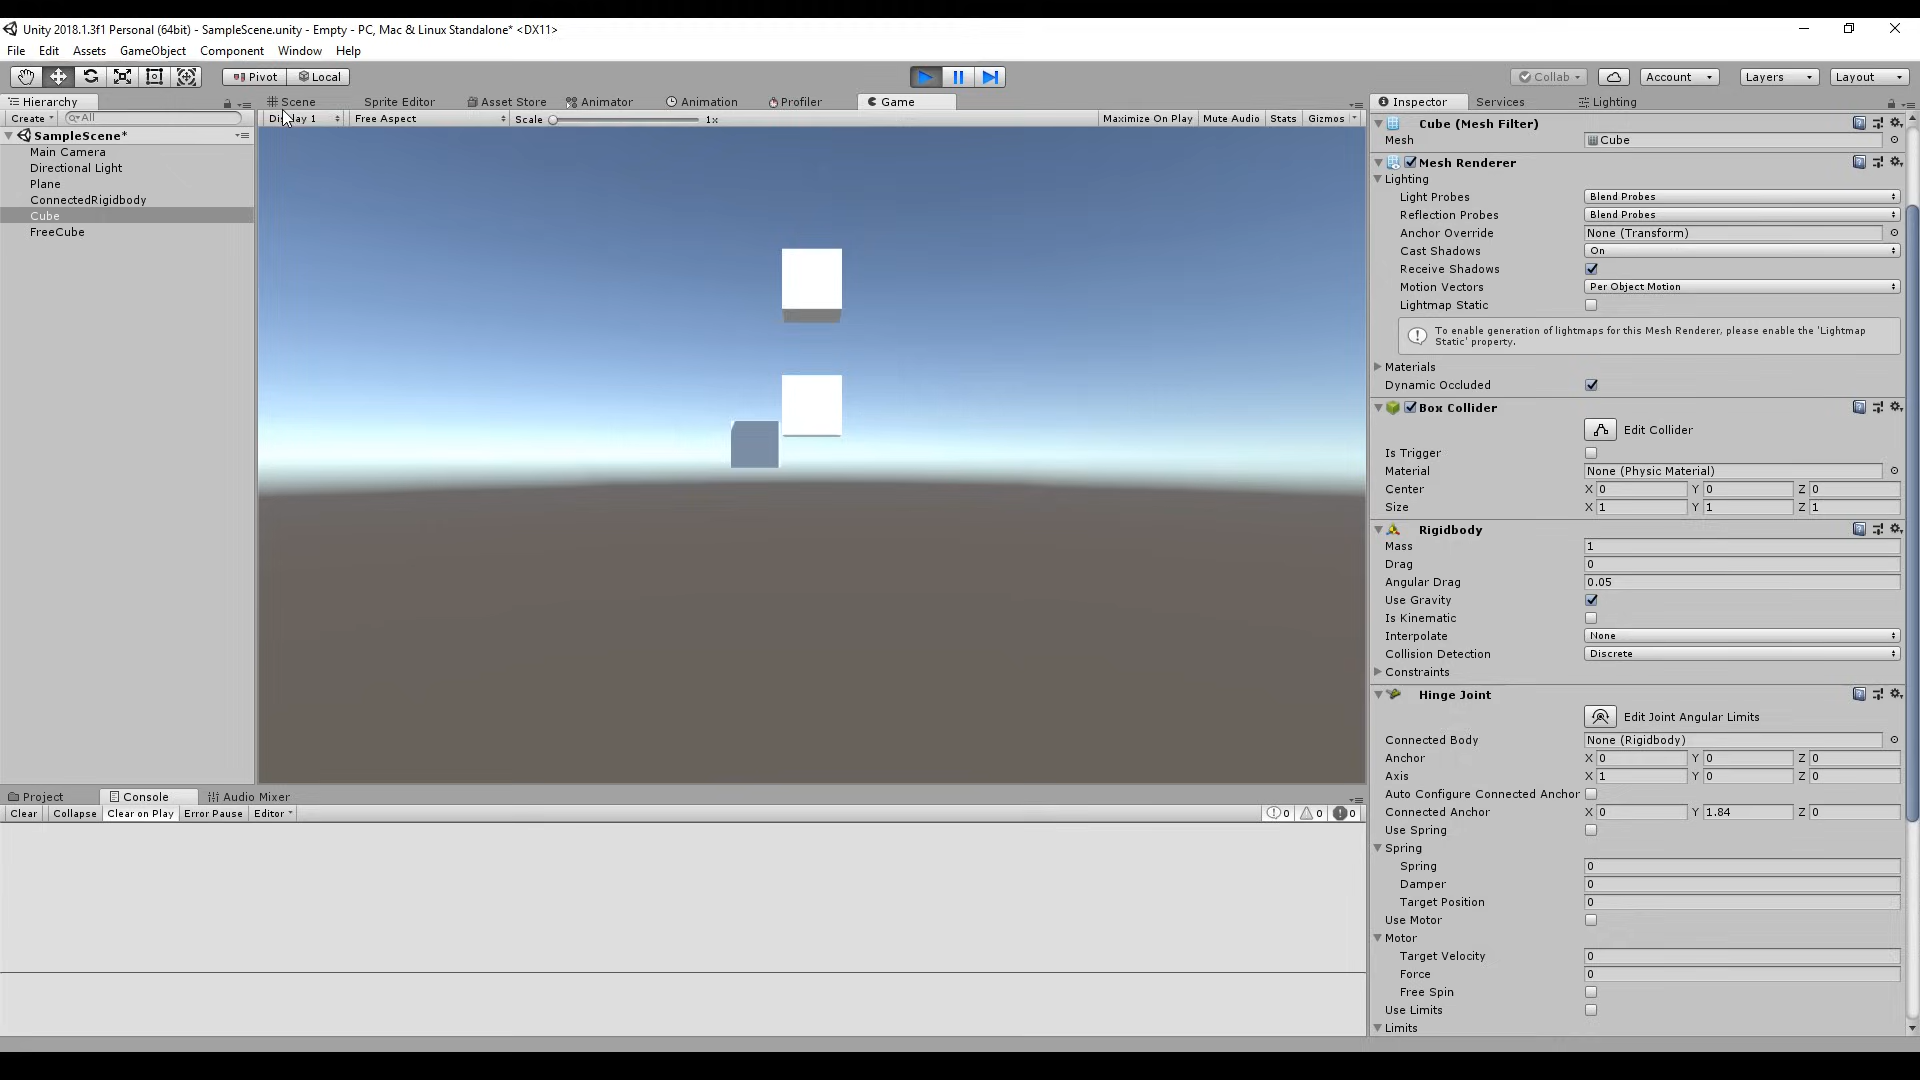 Unity 2018.1.3f1 Personal (64bit) - SampleScene.unity - Empty - PC, Mac & Linux Standalone* <DX11>
File Edit Assets GameObject Component Window Help
Pivot Local Collab Account Layers Layout
Hierarchy
Create All
SampleScene*
Main Camera
Directional Light
Plane
ConnectedRigidbody
Cube
FreeCube
Scene Sprite Editor Asset Store Animator Animation Profiler Game
Display 1 Free Aspect Scale 1x Maximize On Play Mute Audio Stats Gizmos
Project Console Audio Mixer
Clear Collapse Clear on Play Error Pause Editor 0 0 0
Inspector Services Lighting
Cube (Mesh Filter)
Mesh Cube
Mesh Renderer
Lighting
Light Probes Blend Probes
Reflection Probes Blend Probes
Anchor Override None (Transform)
Cast Shadows On
Receive Shadows
Motion Vectors Per Object Motion
Lightmap Static
To enable generation of lightmaps for this Mesh Renderer, please enable the 'Lightmap
Static' property.
Materials
Dynamic Occluded
Box Collider
Edit Collider
Is Trigger
Material None (Physic Material)
Center X 0 Y 0 Z 0
Size X 1 Y 1 Z 1
Rigidbody
Mass 1
Drag 0
Angular Drag 0.05
Use Gravity
Is Kinematic
Interpolate None
Collision Detection Discrete
Constraints
Hinge Joint
Edit Joint Angular Limits
Connected Body None (Rigidbody)
Anchor X 0 Y 0 Z 0
Axis X 1 Y 0 Z 0
Auto Configure Connected Anchor
Connected Anchor X 0 Y 1.84 Z 0
Use Spring
Spring
Spring 0
Damper 0
Target Position 0
Use Motor
Motor
Target Velocity 0
Force 0
Free Spin
Use Limits
Limits